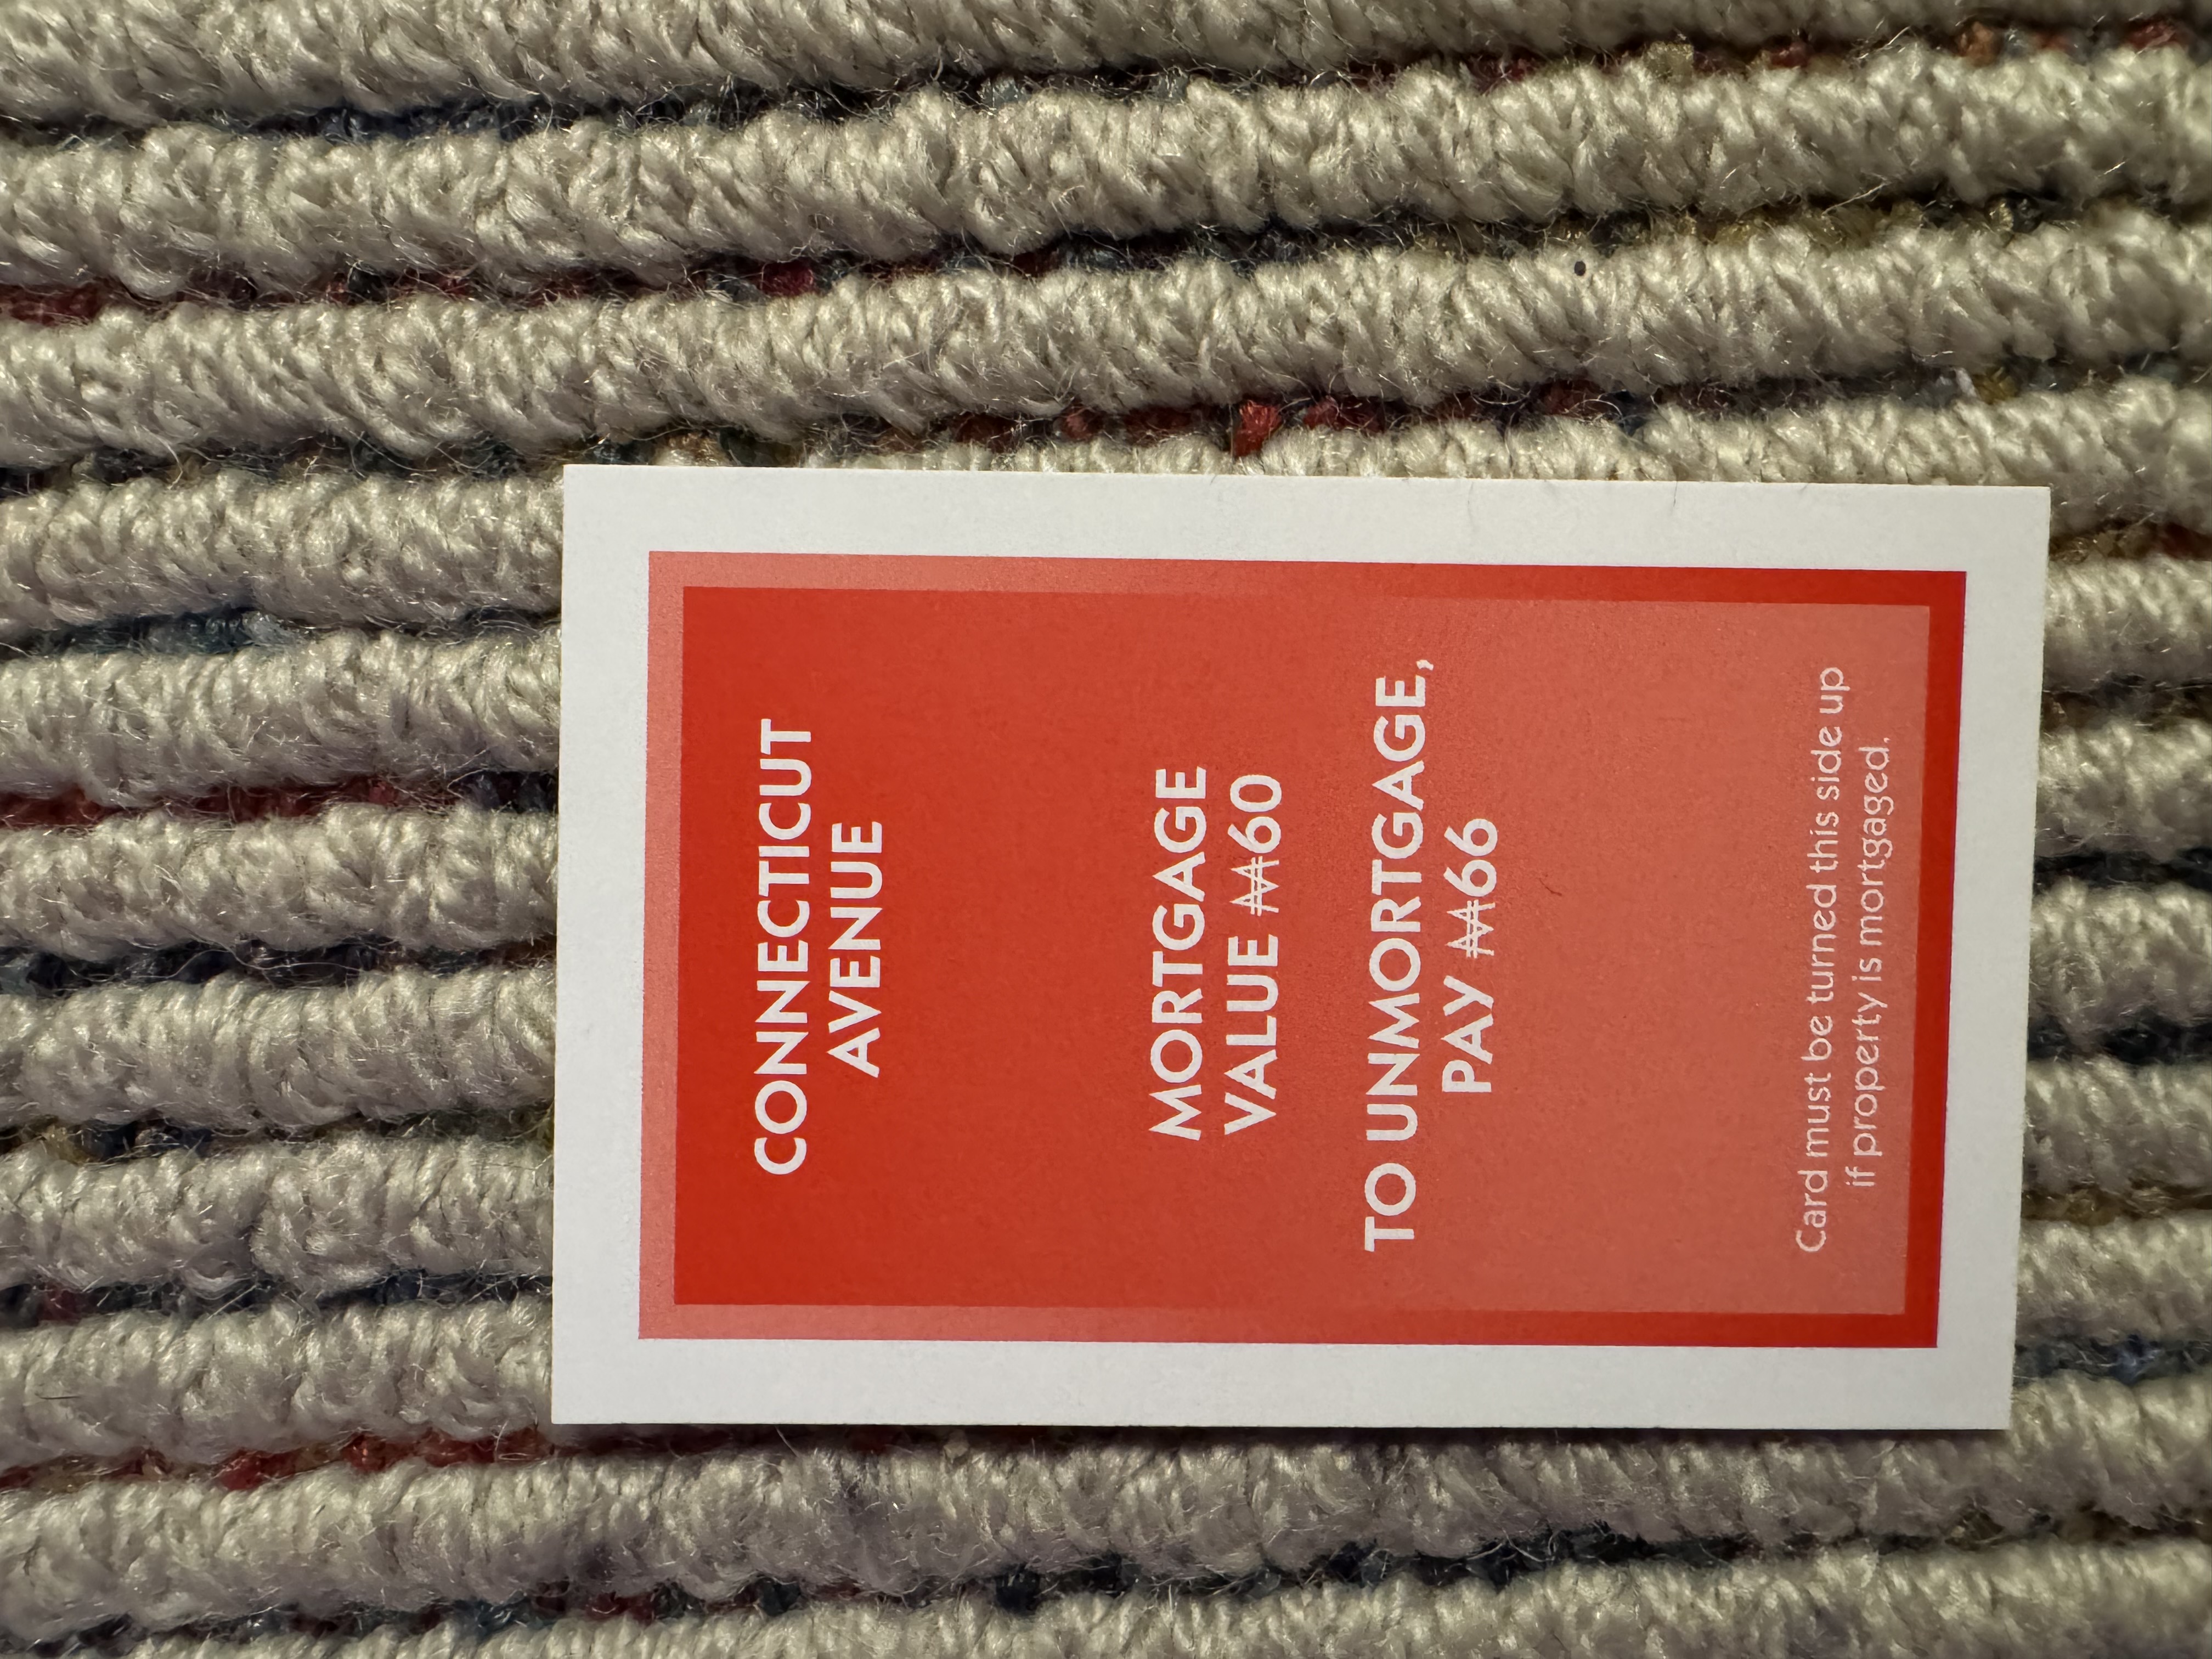 CONNECTICUT
AVENUE
MORTGAGE
VALUE ₩60
TO UNMORTGAGE,
PAY ₩66
Card must be turned this side up
if property is mortgaged.